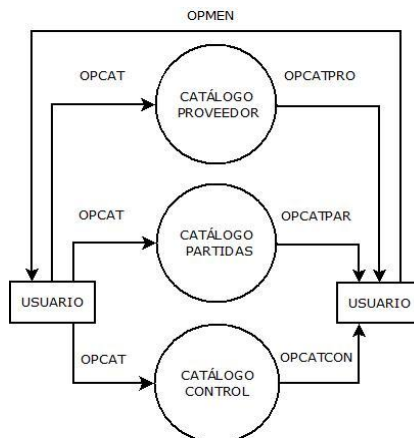 OPMEN
OPCAT
CATÁLOGO
PROVEEDOR
OPCATPRO
OPCAT
CATÁLOGO
PARTIDAS
OPCATPAR
USUARIO
USUARIO
OPCAT
CATÁLOGO
CONTROL
OPCATCON